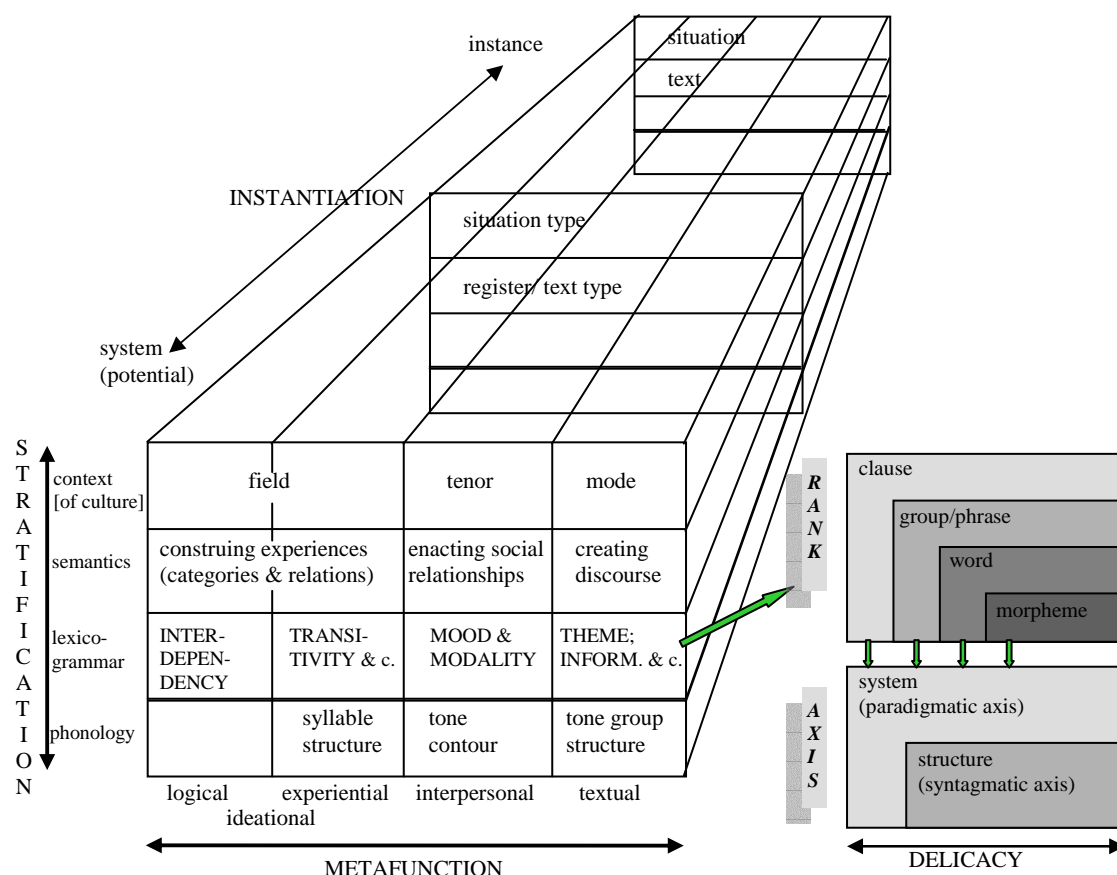 instance
situation
text
INSTANTIATION
situation type
register/ text type
system
(potential)
STRATIFICATION
context
[of culture]
field
tenor
mode
semantics
construing experiences
(categories & relations)
enacting social
relationships
creating
discourse
lexico-
grammar
INTER-
DEPEN-
DENCY
TRANSI-
TIVITY & c.
MOOD &
MODALITY
THEME;
INFORM. & c.
phonology
syllable
structure
tone
contour
tone group
structure
logical
experiential
interpersonal
textual
ideational
METAFUNCTION
RANK
clause
group/phrase
word
morpheme
AXIS
system
(paradigmatic axis)
structure
(syntagmatic axis)
DELICACY